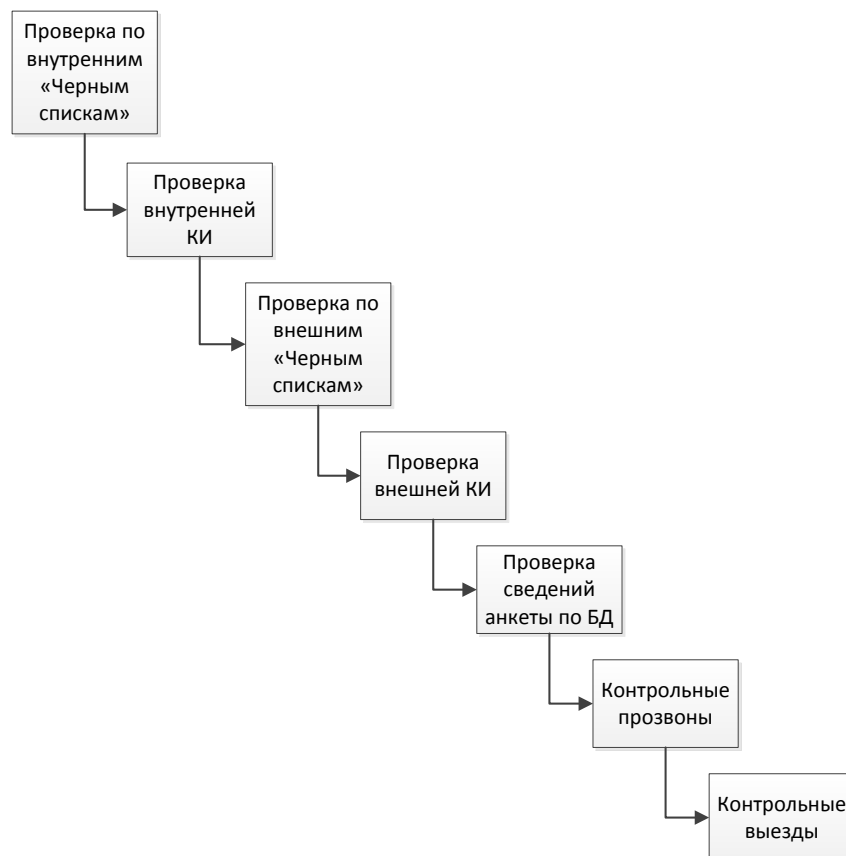 Проверка по
внутренним
«Черным
спискам»
Проверка
внутренней
КИ
Проверка по
внешним
«Черным
спискам»
Проверка
внешней КИ
Проверка
сведений
анкеты по БД
Контрольные
прозвоны
Контрольные
выезды